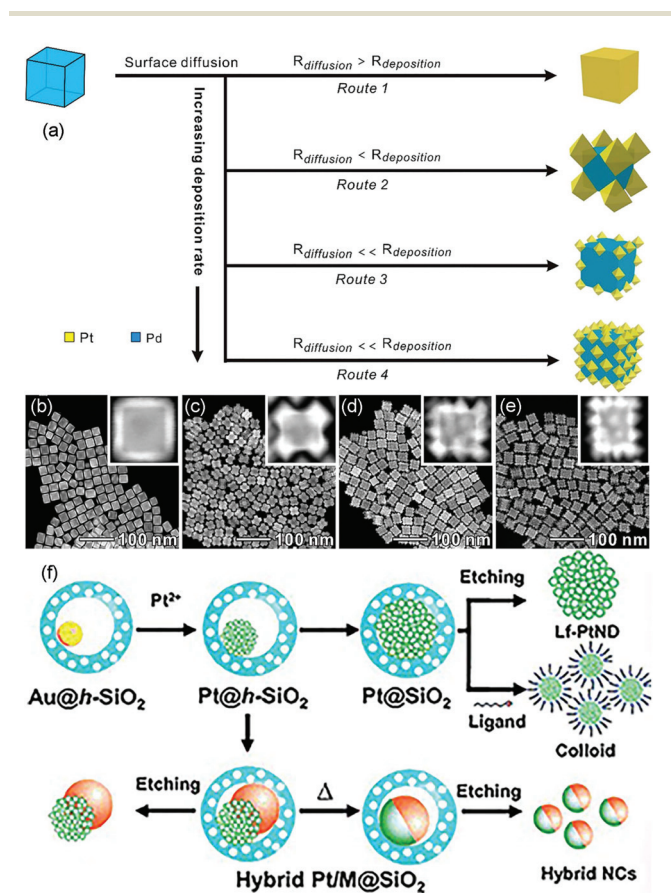 Surface diffusion
R_diffusion > R_deposition
Route 1
(a)
Increasing deposition rate
R_diffusion < R_deposition
Route 2
R_diffusion << R_deposition
Route 3
Pt
Pd
R_diffusion << R_deposition
Route 4
(b)
(c)
(d)
(e)
100 nm
100 nm
100 nm
100 nm
(f)
Pt²⁺
Etching
Lf-PtND
Au@h-SiO₂
Pt@h-SiO₂
Pt@SiO₂
Ligand
Colloid
Etching
Δ
Etching
Hybrid Pt/M@SiO₂
Hybrid NCs